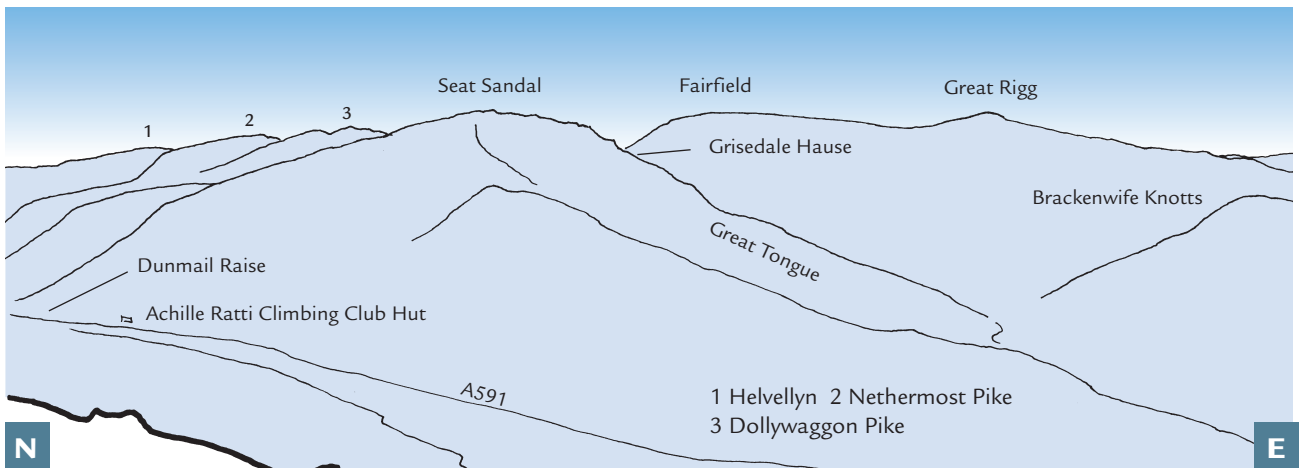 Seat Sandal
Fairfield
Great Rigg
1
2
3
Grisedale Hause
Brackenwife Knotts
Great Tongue
Dunmail Raise
Achille Ratti Climbing Club Hut
A591
1 Helvellyn 2 Nethermost Pike
3 Dollywaggon Pike
N
E